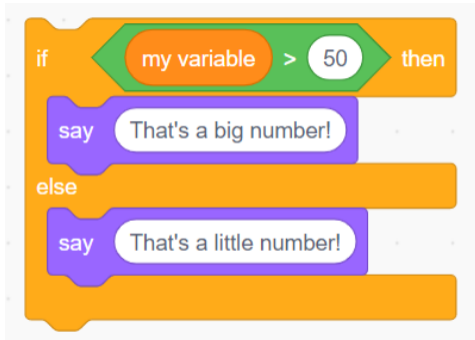 if my variable > 50 then
say That's a big number!
else
say That's a little number!